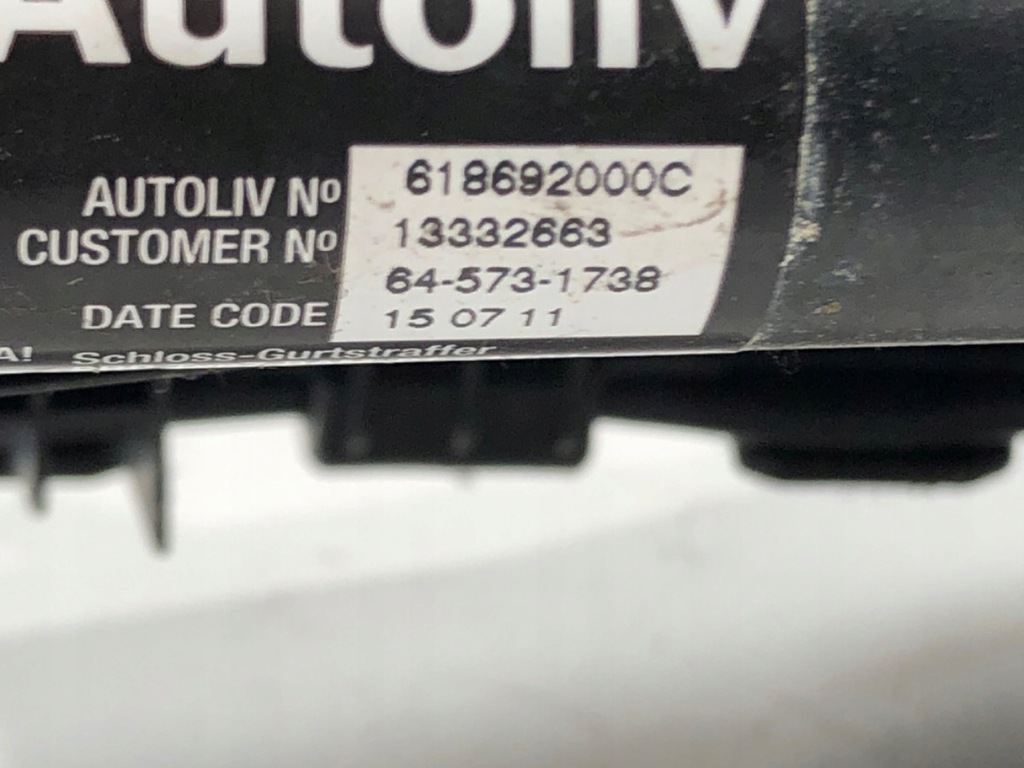 Autoliv
AUTOLIV Nº 618692000C
CUSTOMER Nº 13332663
64-573-1738
DATE CODE 15 07 11
A! Schloss-Gurtstraffer